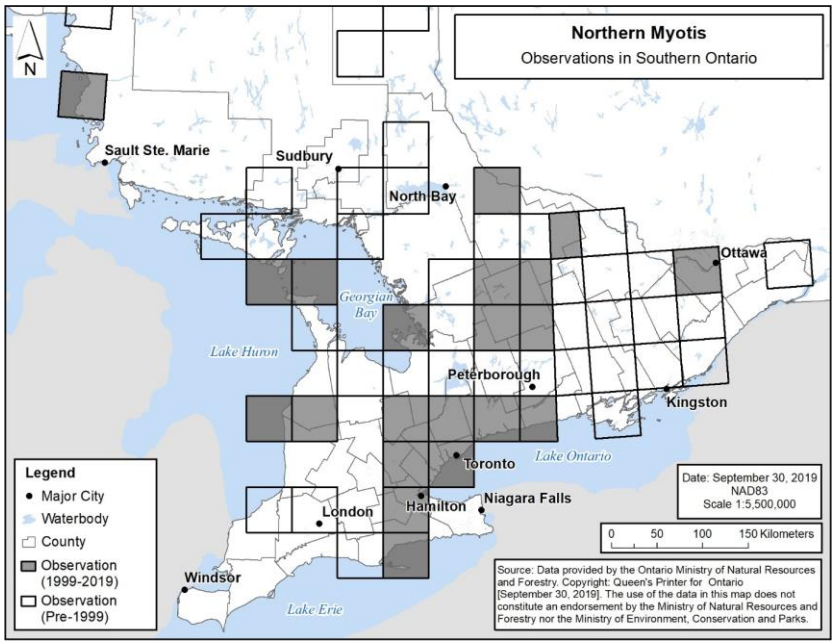 Northern Myotis
Observations in Southern Ontario
N
Sault Ste. Marie
Sudbury
North Bay
Ottawa
Georgian
Bay
Lake Huron
Peterborough
Kingston
Toronto
Lake Ontario
Hamilton
Niagara Falls
London
Windsor
Lake Erie
Legend
Major City
Waterbody
County
Observation
(1999-2019)
Observation
(Pre-1999)
Date: September 30, 2019
NAD83
Scale 1:5,500,000
0 50 100 150 Kilometers
Source: Data provided by the Ontario Ministry of Natural Resources
and Forestry. Copyright: Queen's Printer for Ontario
[September 30, 2019]. The use of the data in this map does not
constitute an endorsement by the Ministry of Natural Resources and
Forestry nor the Ministry of Environment, Conservation and Parks.